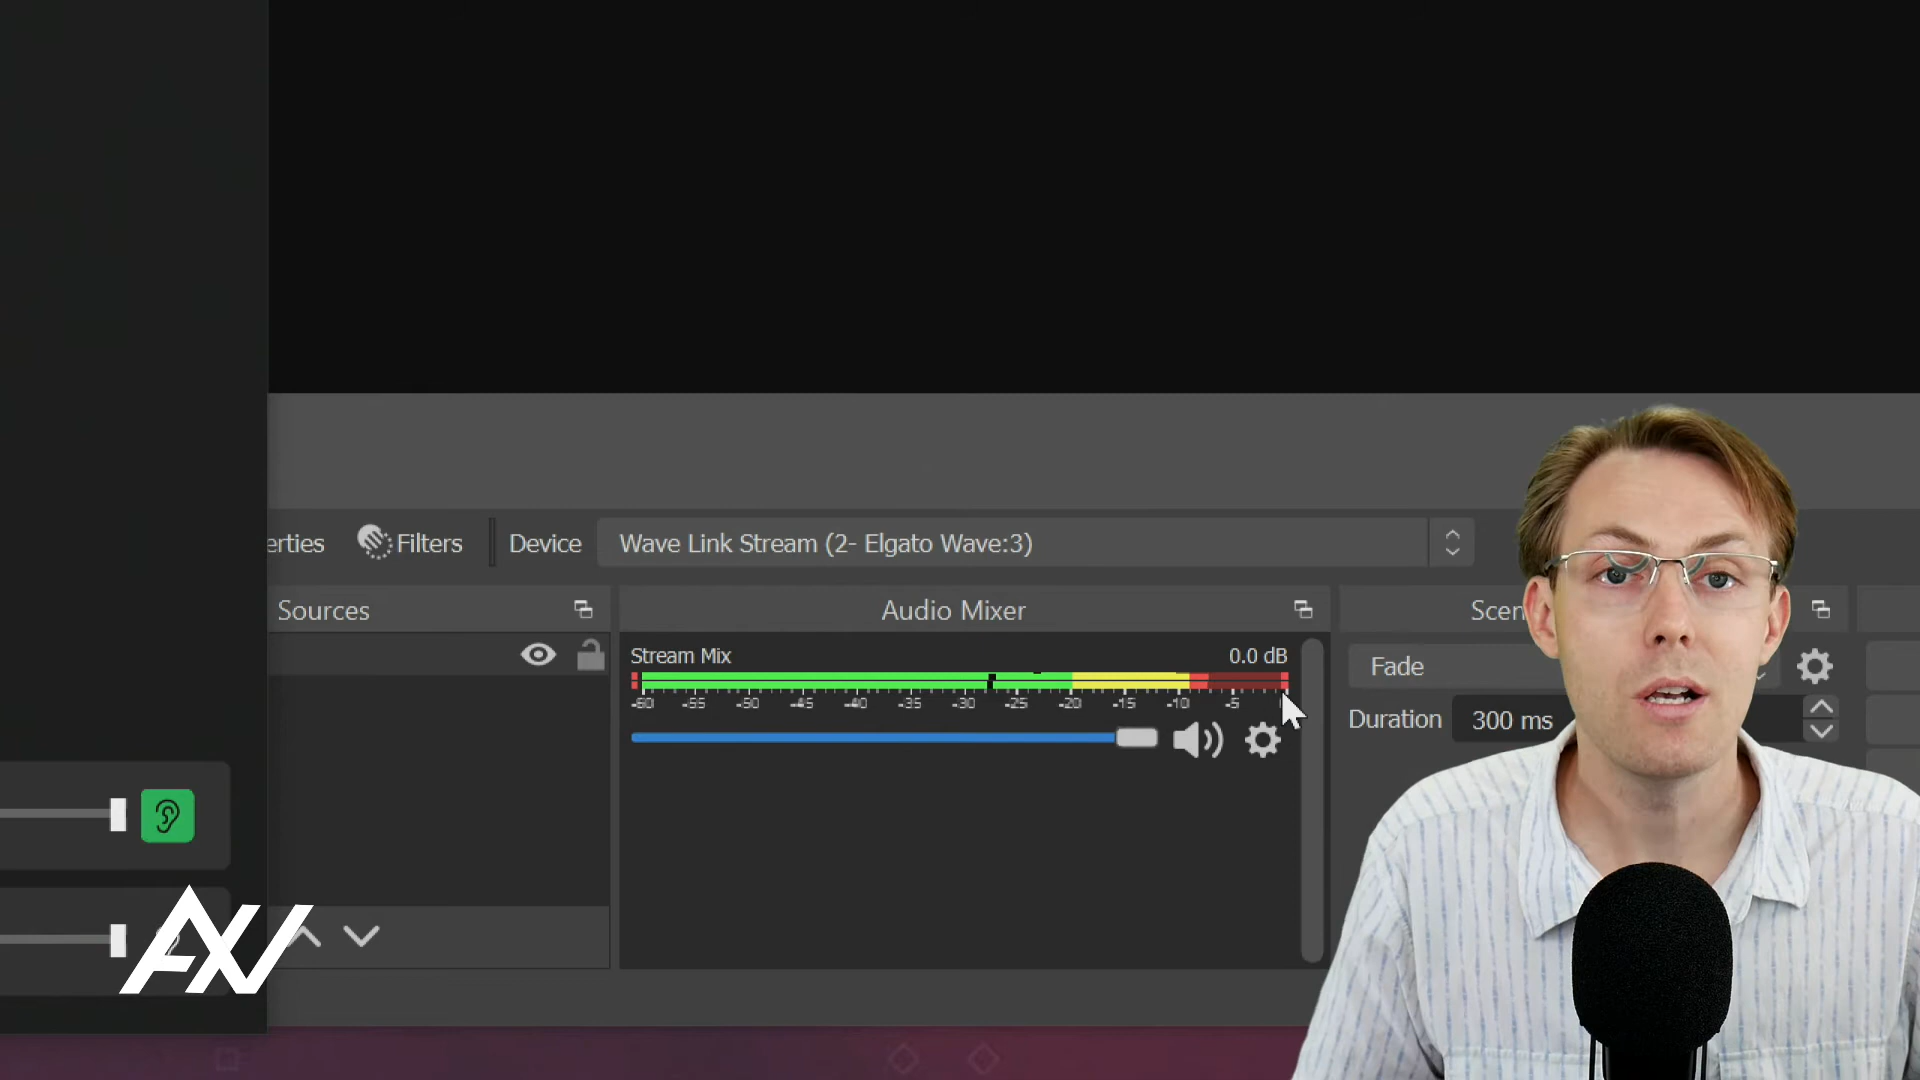 erties
Filters
Device
Wave Link Stream (2- Elgato Wave:3)
Sources
Audio Mixer
Scen
Stream Mix
0.0 dB
-60 -55 -50 -45 -40 -35 -30 -25 -20 -15 -10 -5
Fade
Duration
300 ms